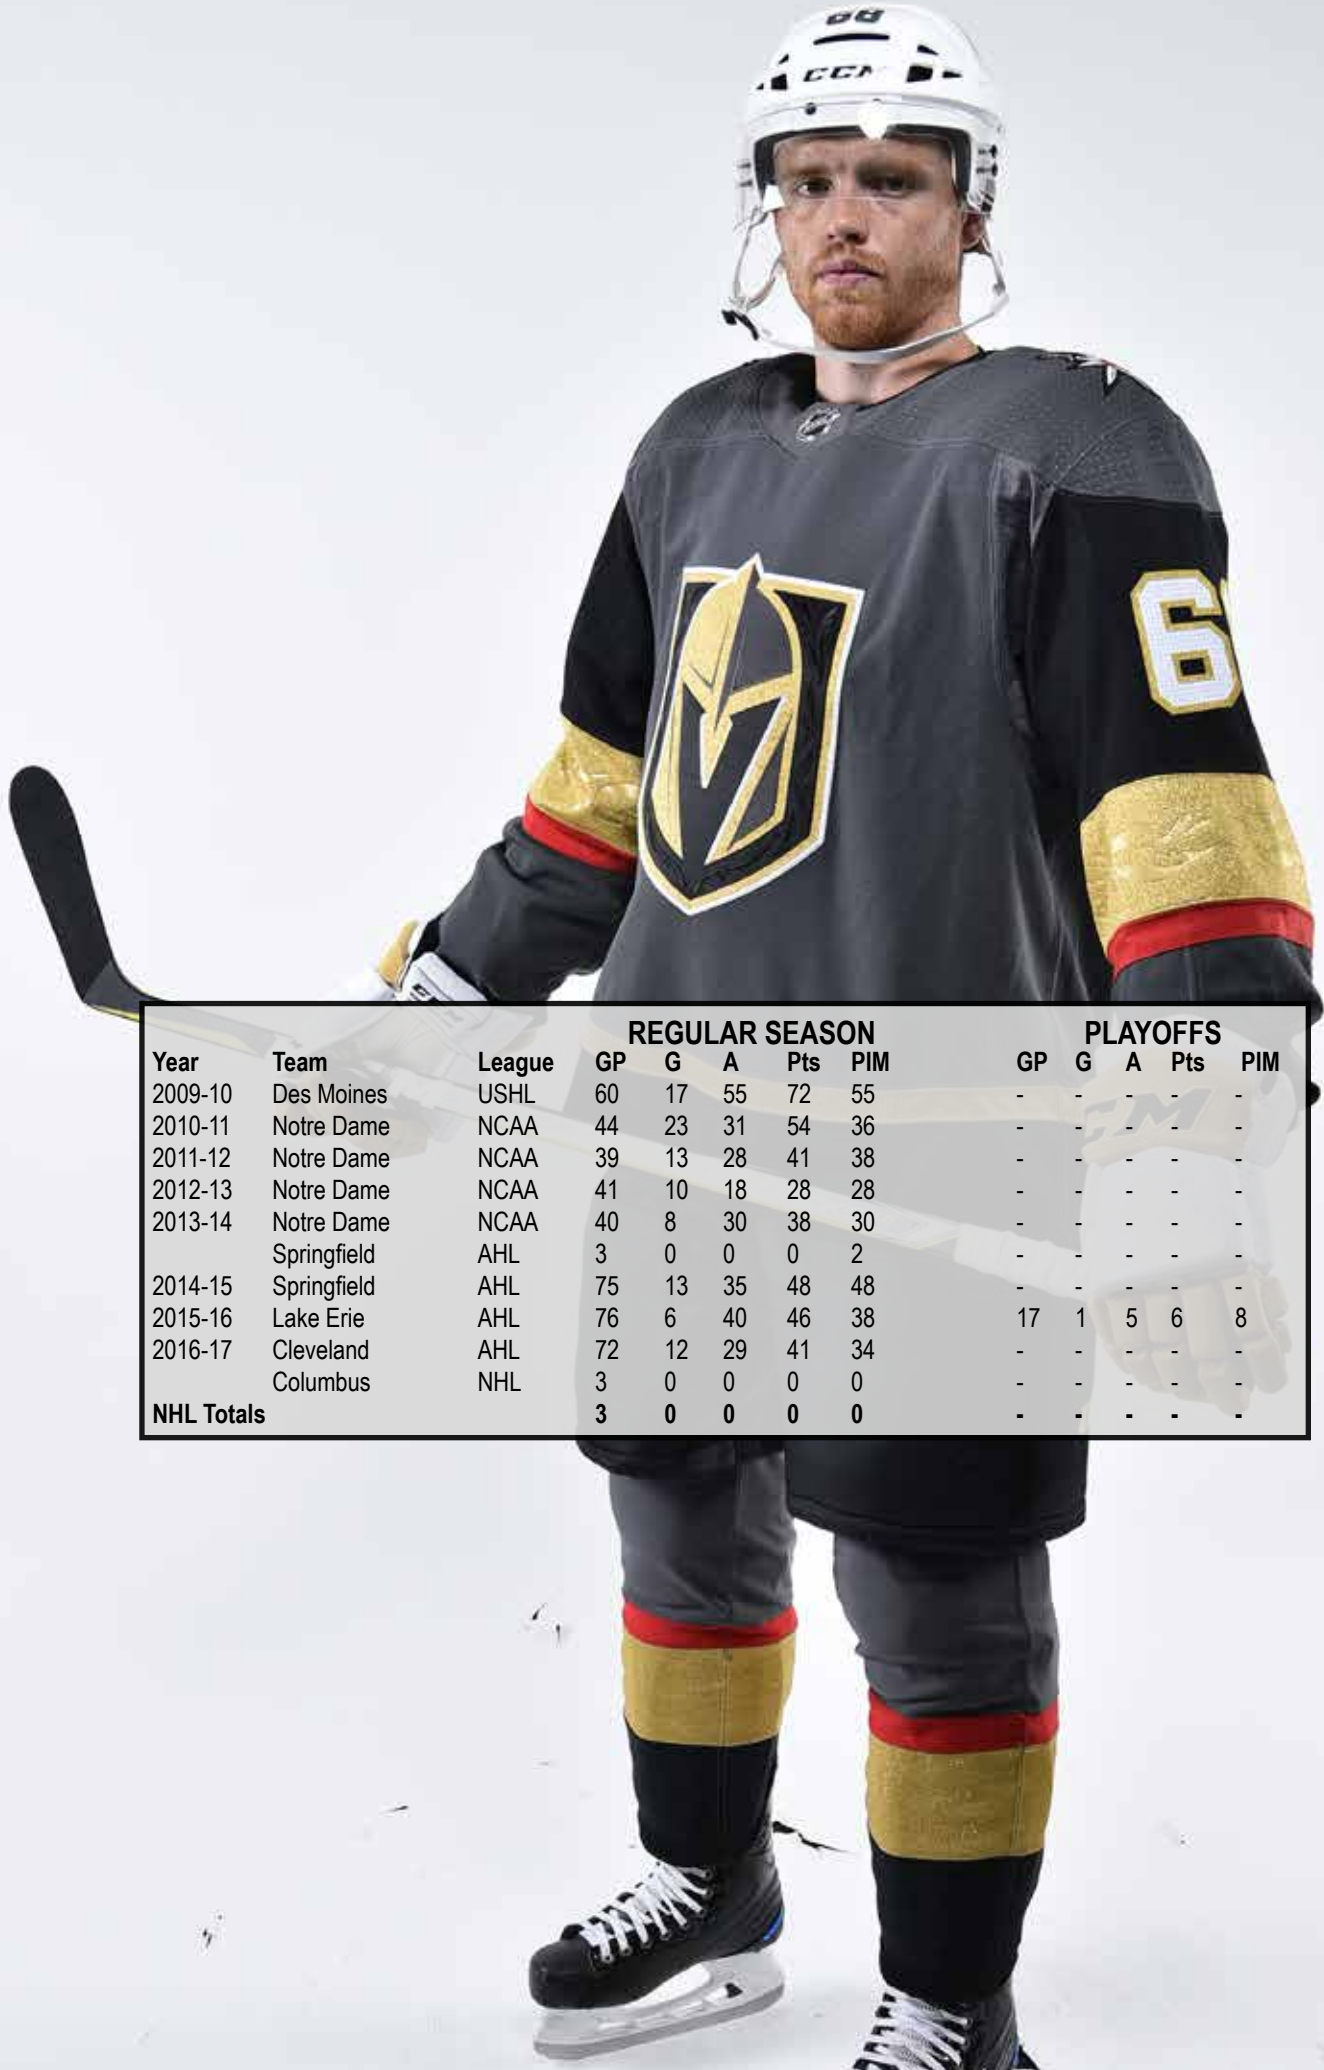 68
CCM
6
REGULAR SEASON PLAYOFFS
Year Team League GP G A Pts PIM GP G A Pts PIM
2009-10 Des Moines USHL 60 17 55 72 55 - - - - -
2010-11 Notre Dame NCAA 44 23 31 54 36 - - - - -
2011-12 Notre Dame NCAA 39 13 28 41 38 - - - - -
2012-13 Notre Dame NCAA 41 10 18 28 28 - - - - -
2013-14 Notre Dame NCAA 40 8 30 38 30 - - - - -
Springfield AHL 3 0 0 0 2 - - - - -
2014-15 Springfield AHL 75 13 35 48 48 - - - - -
2015-16 Lake Erie AHL 76 6 40 46 38 17 1 5 6 8
2016-17 Cleveland AHL 72 12 29 41 34 - - - - -
Columbus NHL 3 0 0 0 0 - - - - -
NHL Totals 3 0 0 0 0 - - - - -